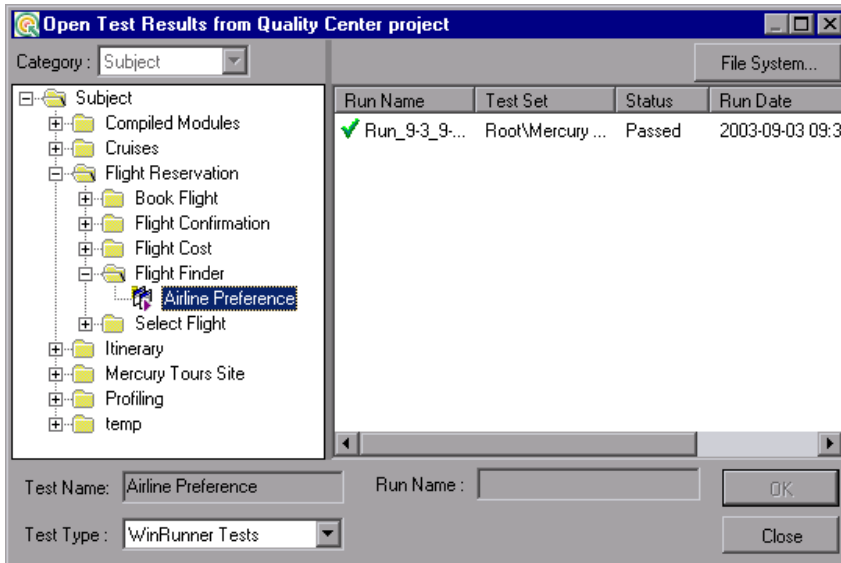 Open Test Results from Quality Center project
Category : Subject
File System...
Subject
Compiled Modules
Cruises
Flight Reservation
Book Flight
Flight Confirmation
Flight Cost
Flight Finder
Airline Preference
Select Flight
Itinerary
Mercury Tours Site
Profiling
temp
Run Name Test Set Status Run Date
Run_9-3_9-... Root\Mercury ... Passed 2003-09-03 09:3
Test Name: Airline Preference
Run Name :
OK
Test Type : WinRunner Tests
Close